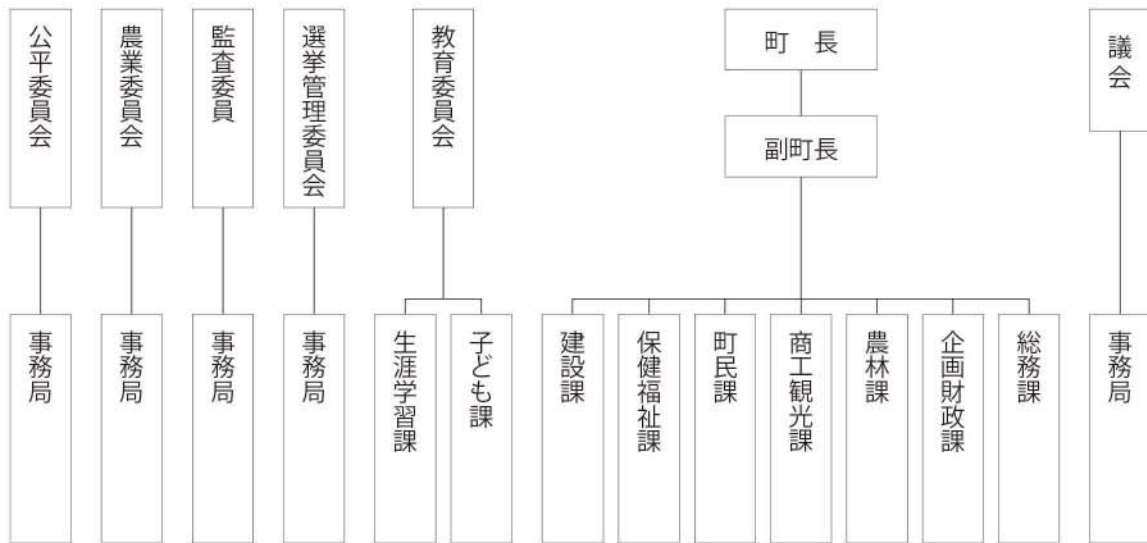 議会
町　長
副町長
教育委員会
選挙管理委員会
監査委員
農業委員会
公平委員会
事務局
総務課
企画財政課
農林課
商工観光課
町民課
保健福祉課
建設課
子ども課
生涯学習課
事務局
事務局
事務局
事務局